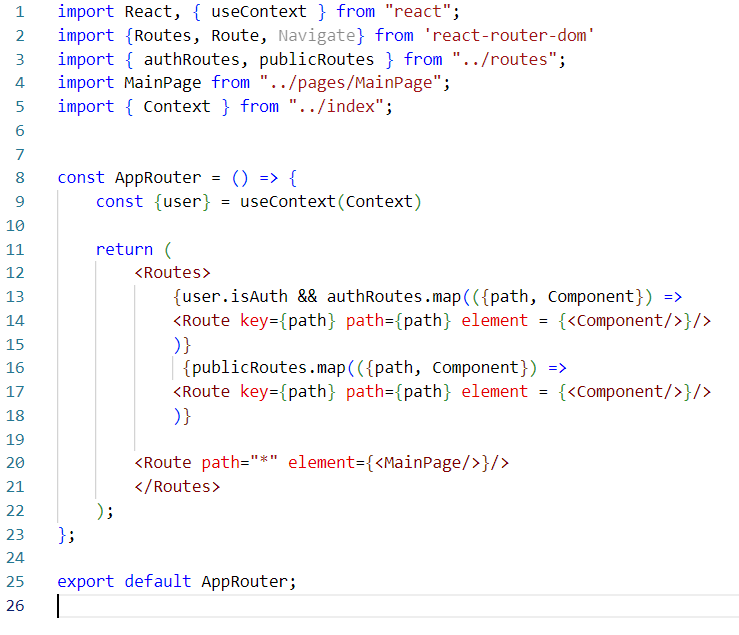 1 import React, { useContext } from "react";
2 import {Routes, Route, Navigate} from 'react-router-dom'
3 import { authRoutes, publicRoutes } from "../routes";
4 import MainPage from "../pages/MainPage";
5 import { Context } from "../index";
6
7
8 const AppRouter = () => {
9     const {user} = useContext(Context)
10
11     return (
12         <Routes>
13             {user.isAuth && authRoutes.map(({path, Component}) =>
14             <Route key={path} path={path} element = {<Component/>}/>
15             )}
16              {publicRoutes.map(({path, Component}) =>
17             <Route key={path} path={path} element = {<Component/>}/>
18             )}
19
20         <Route path="*" element={<MainPage/>}/>
21         </Routes>
22     );
23 };
24
25 export default AppRouter;
26